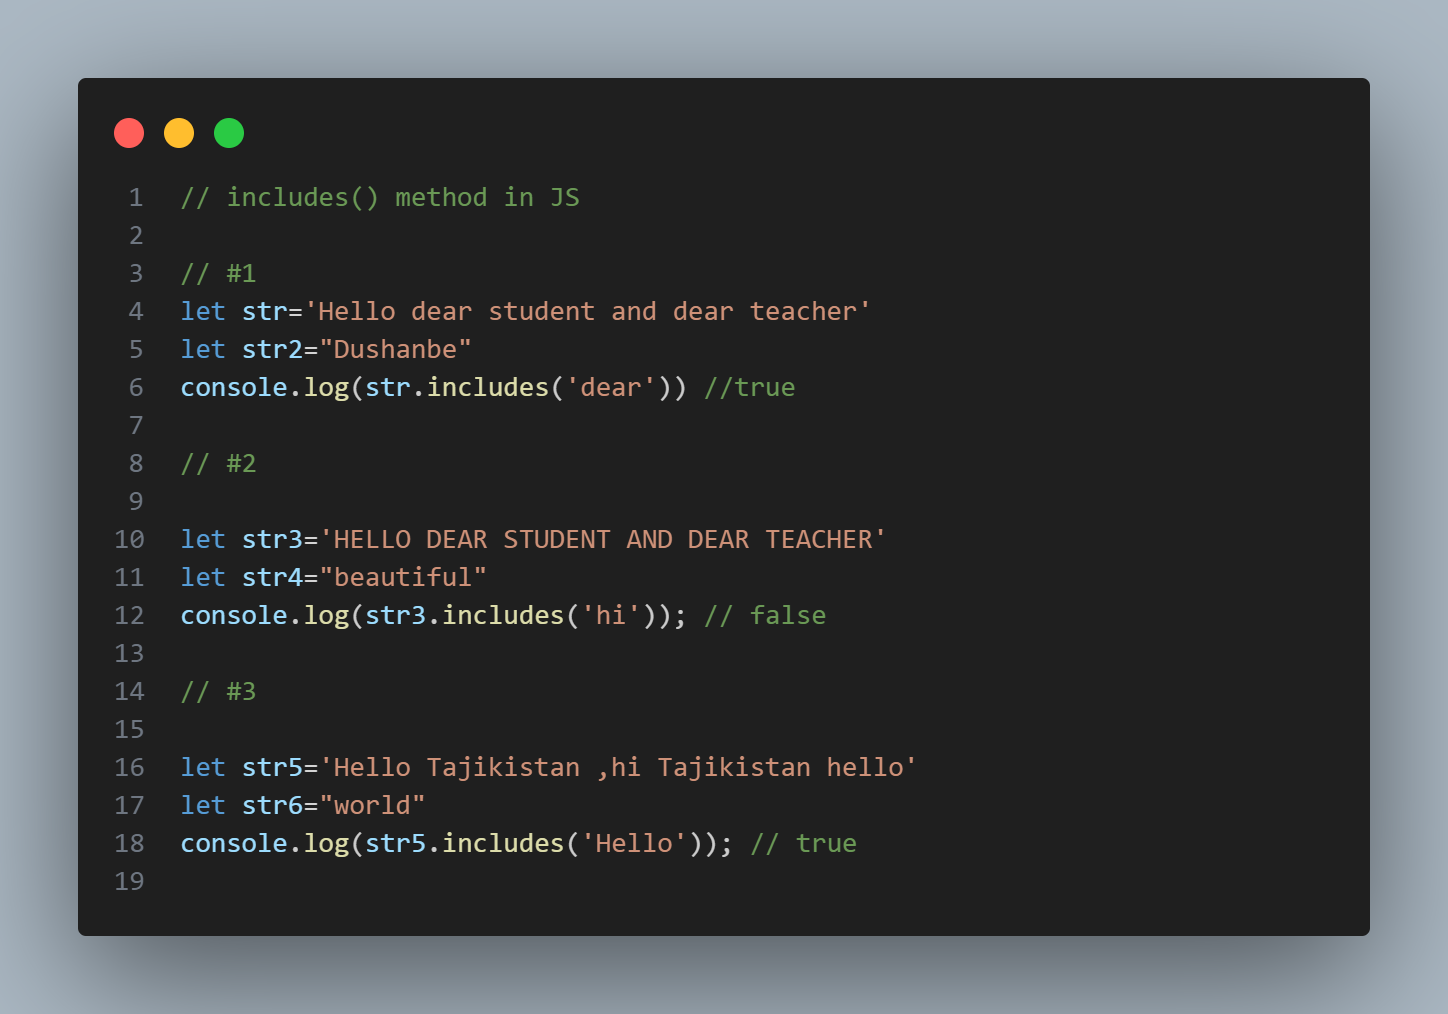 1 // includes() method in JS
2
3 // #1
4 let str='Hello dear student and dear teacher'
5 let str2="Dushanbe"
6 console.log(str.includes('dear')) //true
7
8 // #2
9
10 let str3='HELLO DEAR STUDENT AND DEAR TEACHER'
11 let str4="beautiful"
12 console.log(str3.includes('hi')); // false
13
14 // #3
15
16 let str5='Hello Tajikistan ,hi Tajikistan hello'
17 let str6="world"
18 console.log(str5.includes('Hello')); // true
19